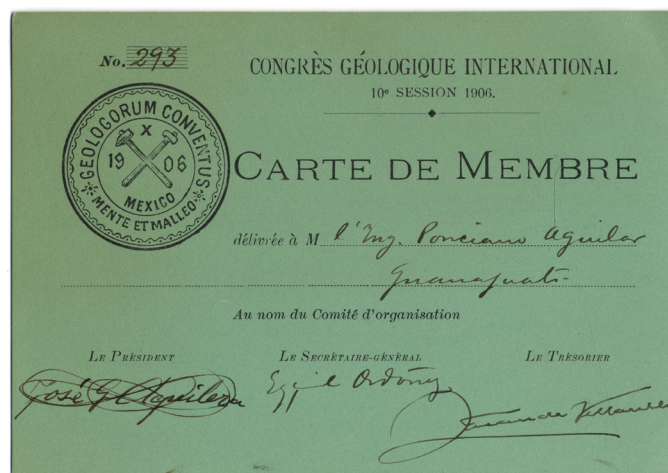 No. 293
CONGRÈS GÉOLOGIQUE INTERNATIONAL
10e SESSION 1906.
GEOLOGORUM CONVENTUS
X
19 06
MEXICO
MENTE ET MALLEO
CARTE DE MEMBRE
délivrée à M l'Ing. Ponciano Aguilar
Guanajuato
Au nom du Comité d'organisation
LE PRÉSIDENT LE SECRÉTAIRE-GÉNÉRAL LE TRÉSORIER
José G Aguilera Ordóñez